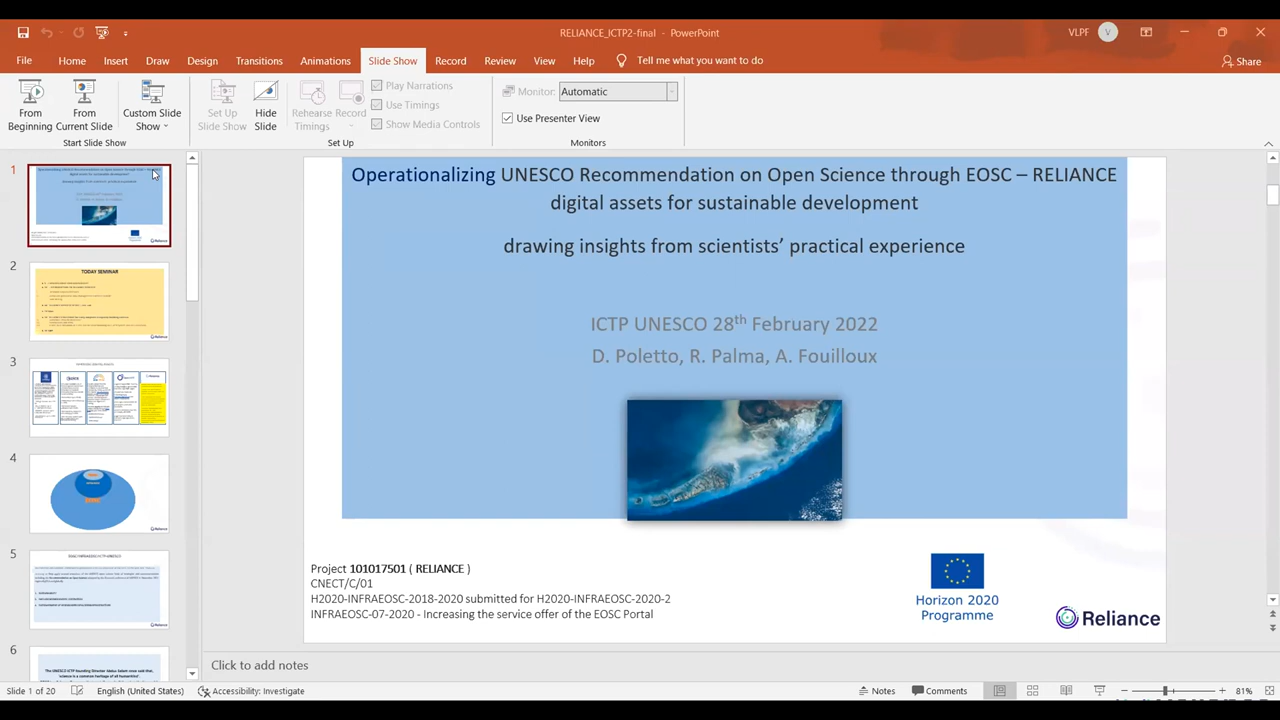 RELIANCE_ICTP2-final - PowerPoint
VLPF
V
File
Home
Insert
Draw
Design
Transitions
Animations
Slide Show
Record
Review
View
Help
Tell me what you want to do
Share
From Beginning
From Current Slide
Custom Slide Show
Set Up Slide Show
Hide Slide
Rehearse Timings
Record
Play Narrations
Use Timings
Show Media Controls
Monitor:
Automatic
Use Presenter View
Start Slide Show
Set Up
Monitors
1
2
TODAY SEMINAR
3
4
5
6
Operationalizing UNESCO Recommendation on Open Science through EOSC – RELIANCE
digital assets for sustainable development
drawing insights from scientists’ practical experience
ICTP UNESCO 28th February 2022
D. Poletto, R. Palma, A. Fouilloux
Project 101017501 ( RELIANCE )
CNECT/C/01
H2020-INFRAEOSC-2018-2020 submitted for H2020-INFRAEOSC-2020-2
INFRAEOSC-07-2020 - Increasing the service offer of the EOSC Portal
Horizon 2020
Programme
Reliance
Click to add notes
Slide 1 of 20
English (United States)
Accessibility: Investigate
Notes
Comments
81%